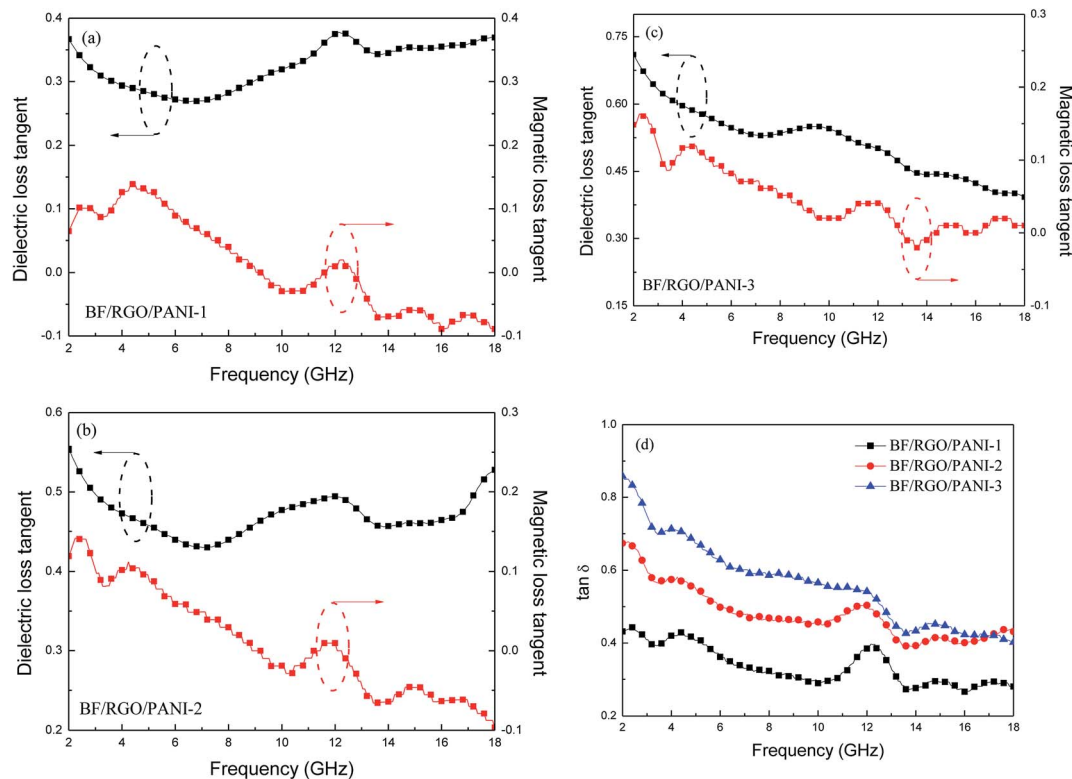 (a)
Dielectric loss tangent
0.4
0.3
0.2
0.1
0.0
-0.1
0.4
0.3
0.2
0.1
0.0
-0.1
Magnetic loss tangent
BF/RGO/PANI-1
2 4 6 8 10 12 14 16 18
Frequency (GHz)
(c)
Dielectric loss tangent
0.75
0.60
0.45
0.30
0.15
0.3
0.2
0.1
0.0
-0.1
Magnetic loss tangent
BF/RGO/PANI-3
2 4 6 8 10 12 14 16 18
Frequency (GHz)
(b)
Dielectric loss tangent
0.6
0.5
0.4
0.3
0.2
0.3
0.2
0.1
0.0
-0.1
Magnetic loss tangent
BF/RGO/PANI-2
2 4 6 8 10 12 14 16 18
Frequency (GHz)
(d)
tan δ
1.0
0.8
0.6
0.4
0.2
BF/RGO/PANI-1
BF/RGO/PANI-2
BF/RGO/PANI-3
2 4 6 8 10 12 14 16 18
Frequency (GHz)